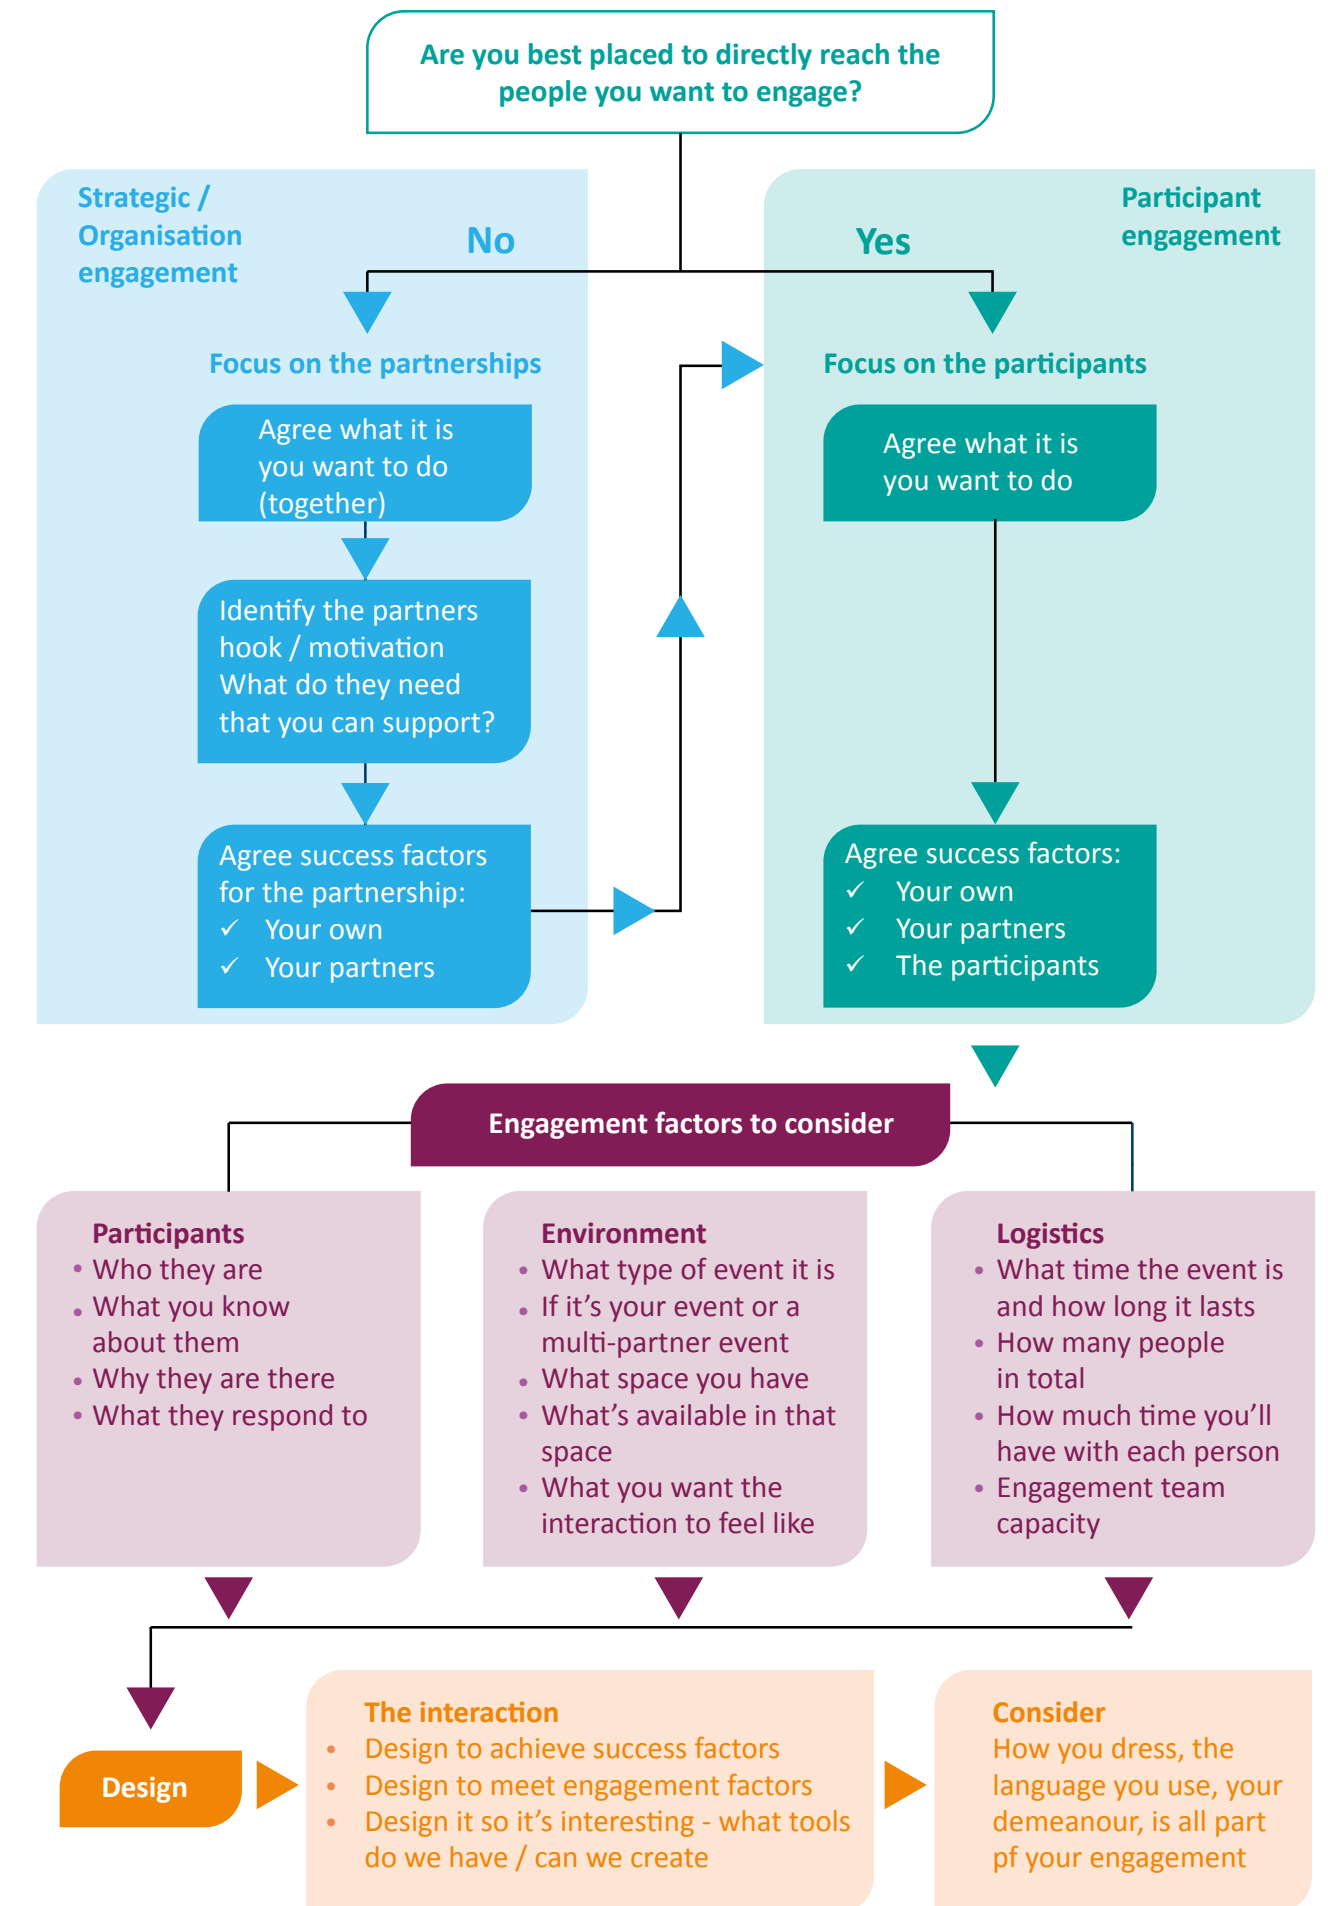 Are you best placed to directly reach the
people you want to engage?
Strategic /
Organisation
engagement
No
Yes
Participant
engagement
Focus on the partnerships
Agree what it is
you want to do
(together)
Identify the partners
hook / motivation
What do they need
that you can support?
Agree success factors
for the partnership:
✓ Your own
✓ Your partners
Focus on the participants
Agree what it is
you want to do
Agree success factors:
✓ Your own
✓ Your partners
✓ The participants
Engagement factors to consider
Participants
• Who they are
• What you know
about them
• Why they are there
• What they respond to
Environment
• What type of event it is
• If it's your event or a
multi-partner event
• What space you have
• What's available in that
space
• What you want the
interaction to feel like
Logistics
• What time the event is
and how long it lasts
• How many people
in total
• How much time you'll
have with each person
• Engagement team
capacity
Design
The interaction
• Design to achieve success factors
• Design to meet engagement factors
• Design it so it's interesting - what tools
do we have / can we create
Consider
How you dress, the
language you use, your
demeanour, is all part
pf your engagement